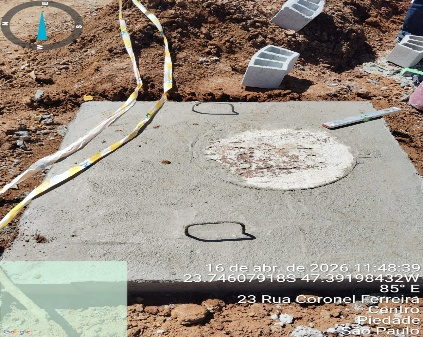 16 de abr. de 2026 11:48:39
23.74607918S 47.39198432W
85° E
23 Rua Coronel Ferreira
Centro
Piedade
São Paulo
Google